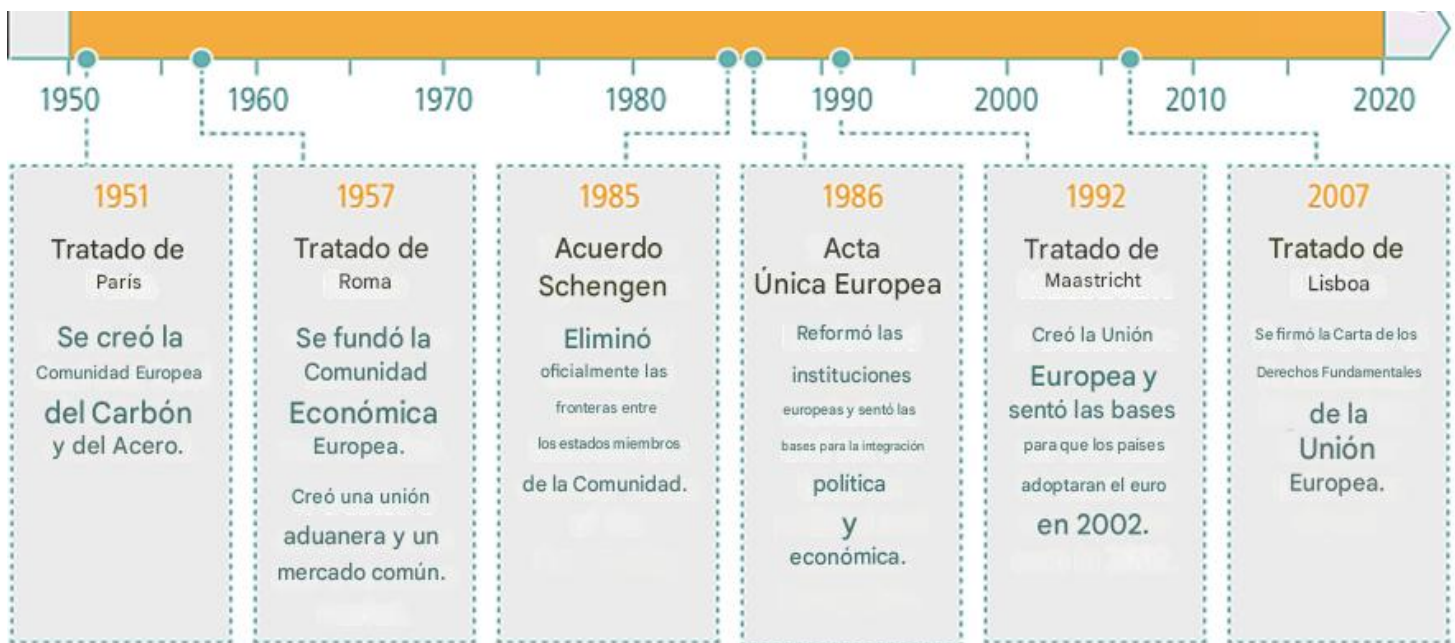 1950 1960 1970 1980 1990 2000 2010 2020
1951
Tratado de
París
Se creó la
Comunidad Europea
del Carbón
y del Acero.
1957
Tratado de
Roma
Se fundó la
Comunidad
Económica
Europea.
Creó una unión
aduanera y un
mercado común.
1985
Acuerdo
Schengen
Eliminó
oficialmente las
fronteras entre
los estados miembros
de la Comunidad.
1986
Acta
Única Europea
Reformó las
instituciones
europeas y sentó las
bases para la integración
política
y
económica.
1992
Tratado de
Maastricht
Creó la Unión
Europea y
sentó las bases
para que los países
adoptaran el euro
en 2002.
2007
Tratado de
Lisboa
Se firmó la Carta de los
Derechos Fundamentales
de la
Unión
Europea.